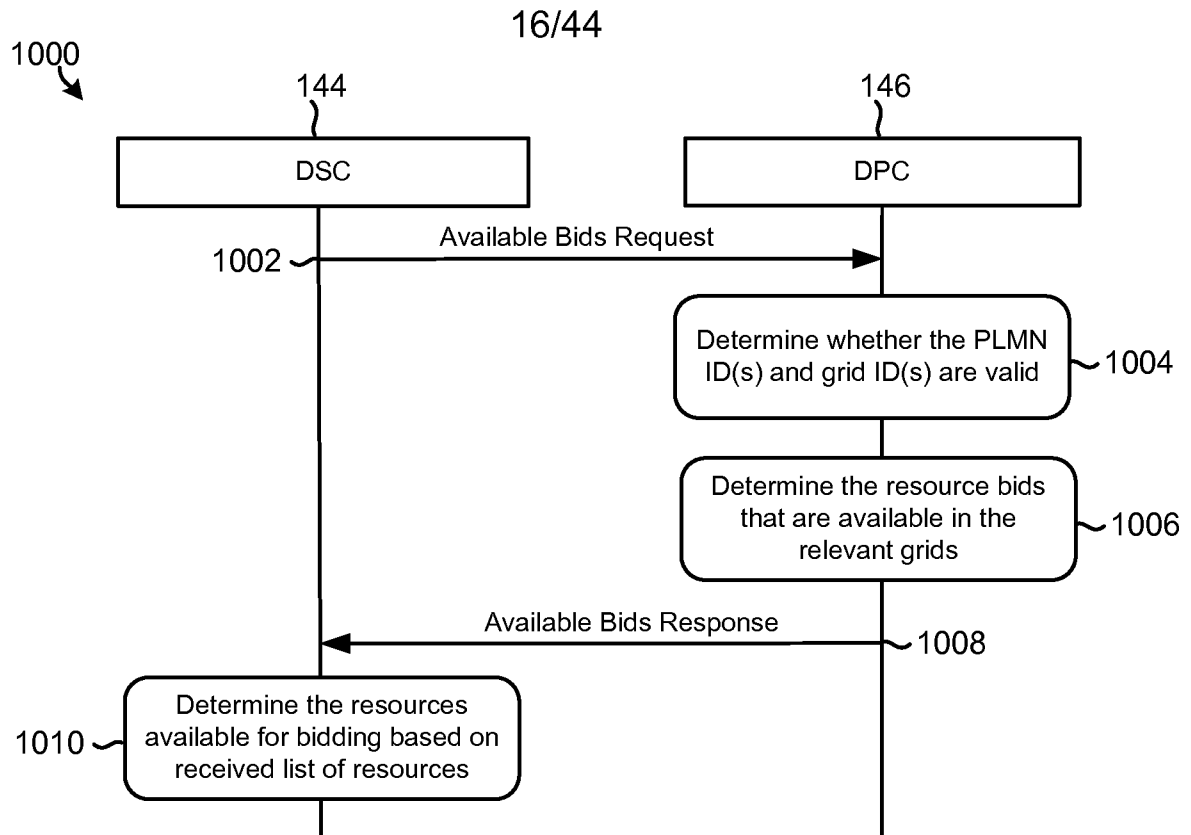 16/44
1000
144
146
DSC
DPC
Available Bids Request
1002
Determine whether the PLMN
ID(s) and grid ID(s) are valid
1004
Determine the resource bids
that are available in the
relevant grids
1006
Available Bids Response
1008
Determine the resources
available for bidding based on
received list of resources
1010